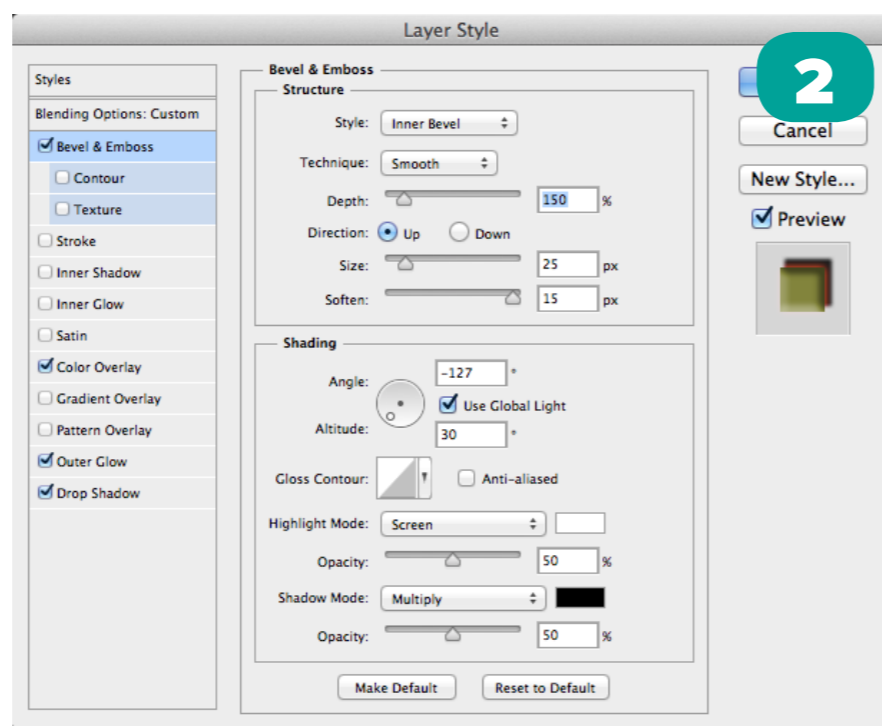 Layer Style
2
Styles
Blending Options: Custom
Bevel & Emboss
Contour
Texture
Stroke
Inner Shadow
Inner Glow
Satin
Color Overlay
Gradient Overlay
Pattern Overlay
Outer Glow
Drop Shadow
Bevel & Emboss
Structure
Style: Inner Bevel
Technique: Smooth
Depth: 150 %
Direction: Up Down
Size: 25 px
Soften: 15 px
Shading
Angle: -127 °
Use Global Light
Altitude: 30 °
Gloss Contour: Anti-aliased
Highlight Mode: Screen
Opacity: 50 %
Shadow Mode: Multiply
Opacity: 50 %
Make Default Reset to Default
Cancel
New Style...
Preview